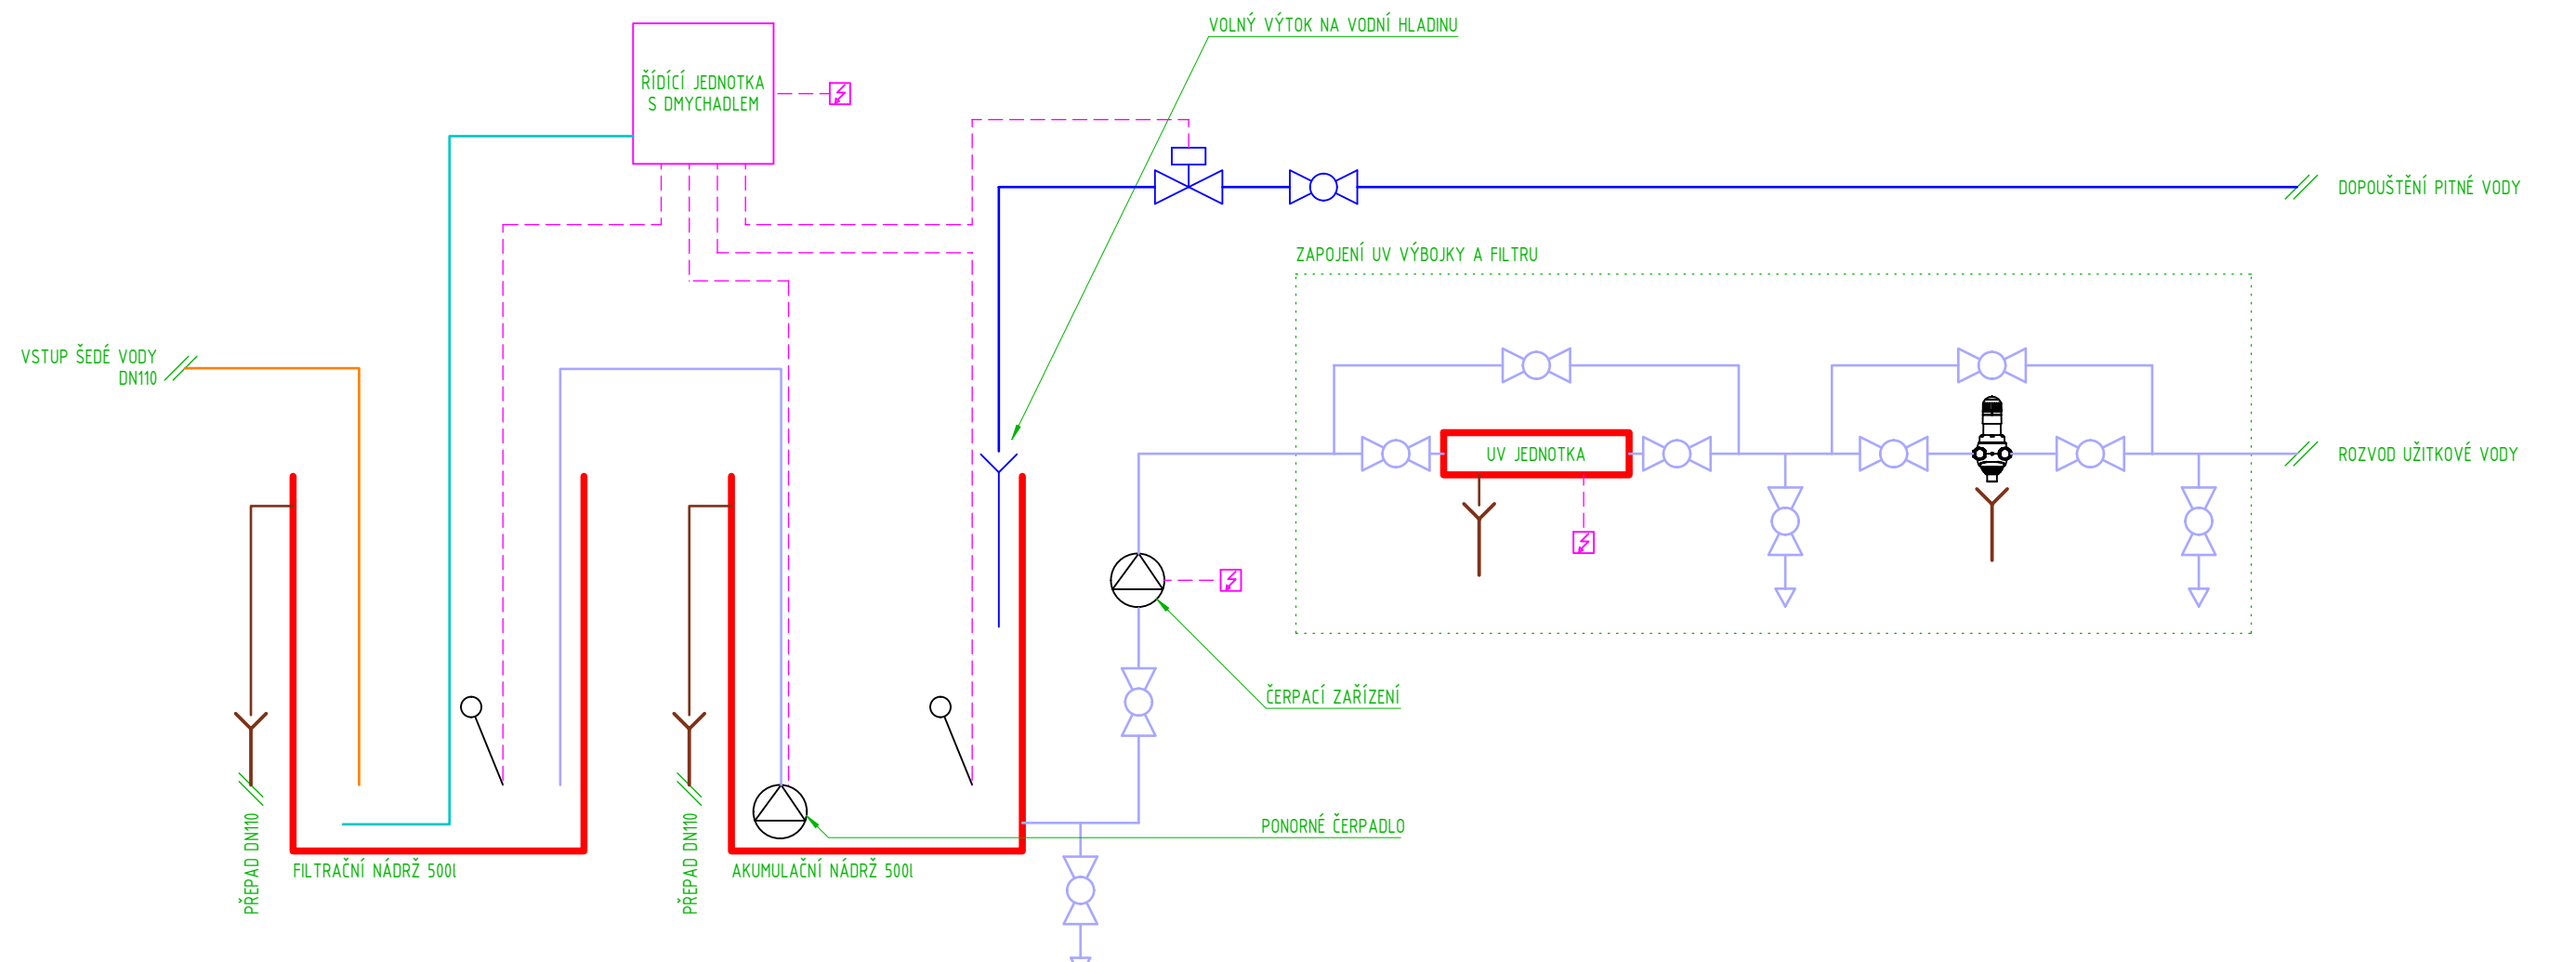 VOLNÝ VÝTOK NA VODNÍ HLADINU
ŘÍDÍCÍ JEDNOTKA
S DMYCHADLEM
DOPOUŠTĚNÍ PITNÉ VODY
ZAPOJENÍ UV VÝBOJKY A FILTRU
VSTUP ŠEDÉ VODY
DN110
UV JEDNOTKA
ROZVOD UŽITKOVÉ VODY
ČERPACÍ ZAŘÍZENÍ
PONORNÉ ČERPADLO
PŘEPAD DN110
FILTRAČNÍ NÁDRŽ 500l
PŘEPAD DN110
AKUMULAČNÍ NÁDRŽ 500l